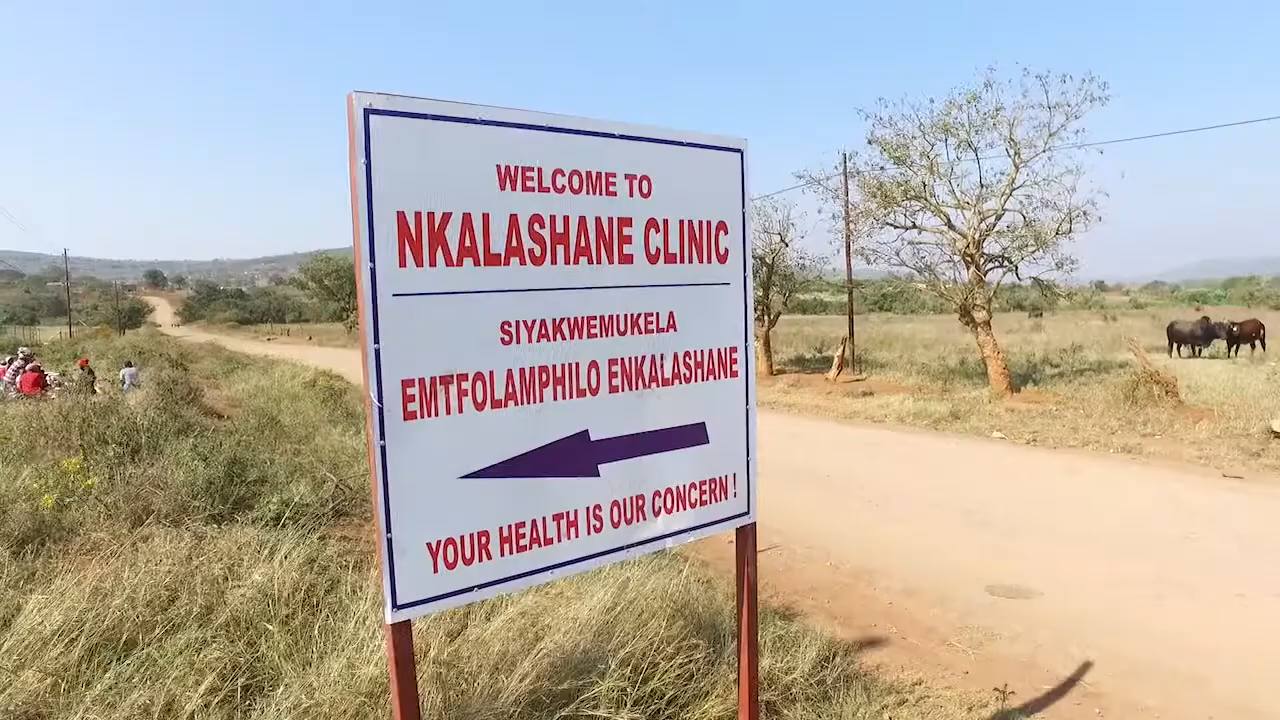 WELCOME TO
NKALASHANE CLINIC
SIYAKWEMUKELA
EMTFOLAMPHILO ENKALASHANE
YOUR HEALTH IS OUR CONCERN !